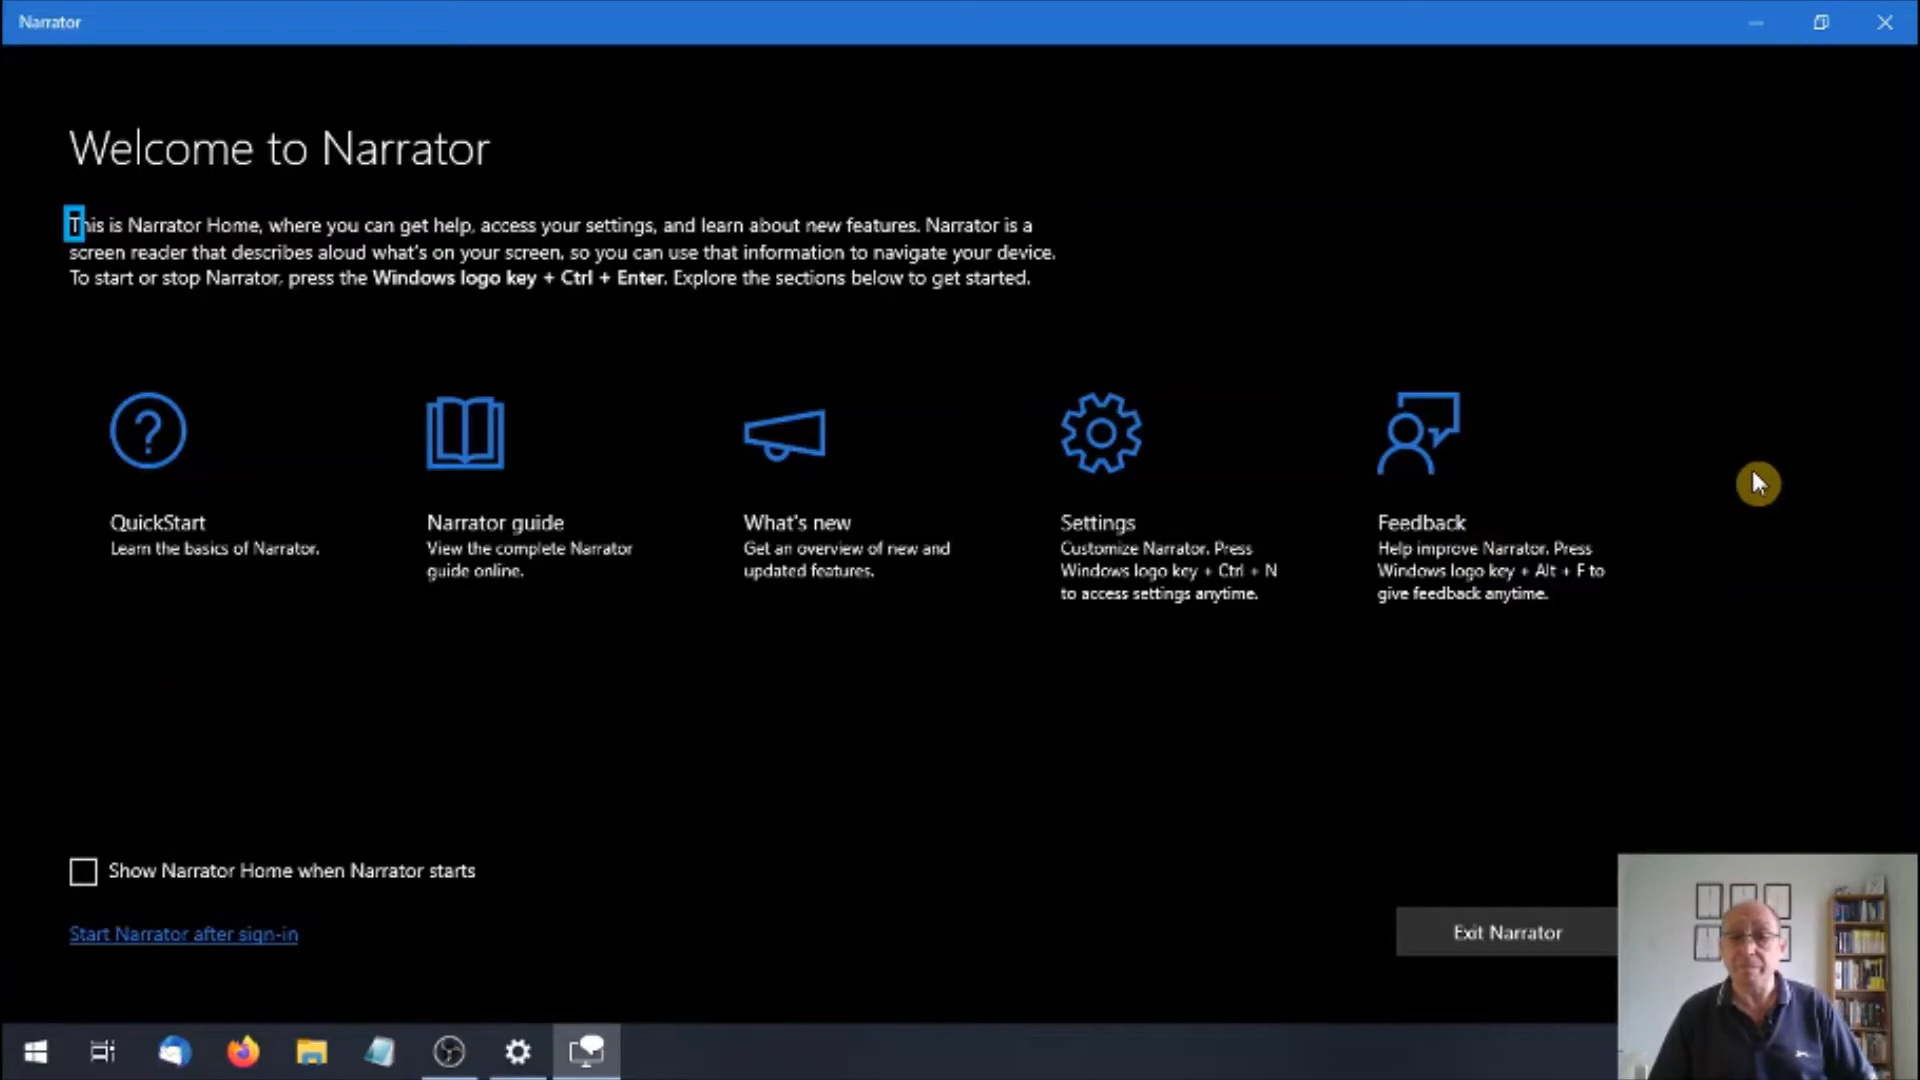 Narrator
Welcome to Narrator
This is Narrator Home, where you can get help, access your settings, and learn about new features. Narrator is a
screen reader that describes aloud what's on your screen, so you can use that information to navigate your device.
To start or stop Narrator, press the Windows logo key + Ctrl + Enter. Explore the sections below to get started.
QuickStart
Learn the basics of Narrator.
Narrator guide
View the complete Narrator
guide online.
What's new
Get an overview of new and
updated features.
Settings
Customize Narrator. Press
Windows logo key + Ctrl + N
to access settings anytime.
Feedback
Help improve Narrator. Press
Windows logo key + Alt + F to
give feedback anytime.
Show Narrator Home when Narrator starts
Start Narrator after sign-in
Exit Narrator